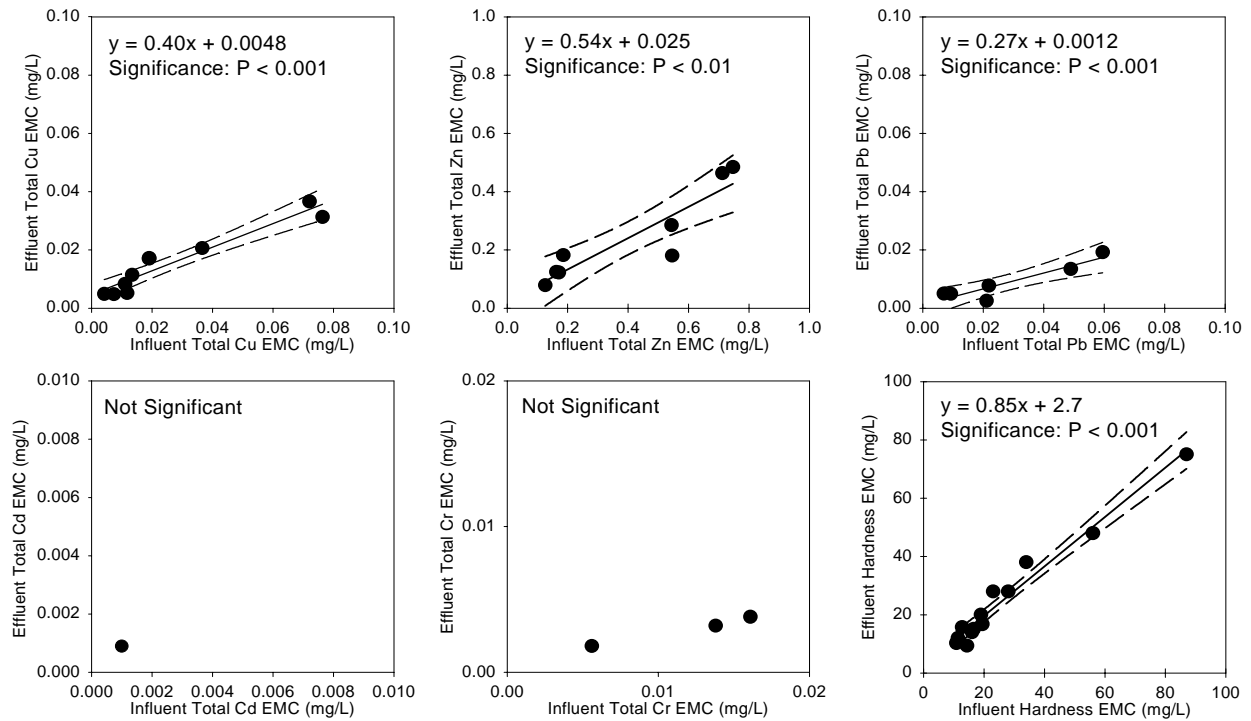 y = 0.40x + 0.0048
Significance: P < 0.001
Effluent Total Cu EMC (mg/L)
0.10
0.08
0.06
0.04
0.02
0.00
0.00 0.02 0.04 0.06 0.08 0.10
Influent Total Cu EMC (mg/L)
y = 0.54x + 0.025
Significance: P < 0.01
Effluent Total Zn EMC (mg/L)
1.0
0.8
0.6
0.4
0.2
0.0
0.0 0.2 0.4 0.6 0.8 1.0
Influent Total Zn EMC (mg/L)
y = 0.27x + 0.0012
Significance: P < 0.001
Effluent Total Pb EMC (mg/L)
0.10
0.08
0.06
0.04
0.02
0.00
0.00 0.02 0.04 0.06 0.08 0.10
Influent Total Pb EMC (mg/L)
Not Significant
Effluent Total Cd EMC (mg/L)
0.010
0.008
0.006
0.004
0.002
0.000
0.000 0.002 0.004 0.006 0.008 0.010
Influent Total Cd EMC (mg/L)
Not Significant
Effluent Total Cr EMC (mg/L)
0.02
0.01
0.00
0.00 0.01 0.02
Influent Total Cr EMC (mg/L)
y = 0.85x + 2.7
Significance: P < 0.001
Effluent Hardness EMC (mg/L)
100
80
60
40
20
0
0 20 40 60 80 100
Influent Hardness EMC (mg/L)